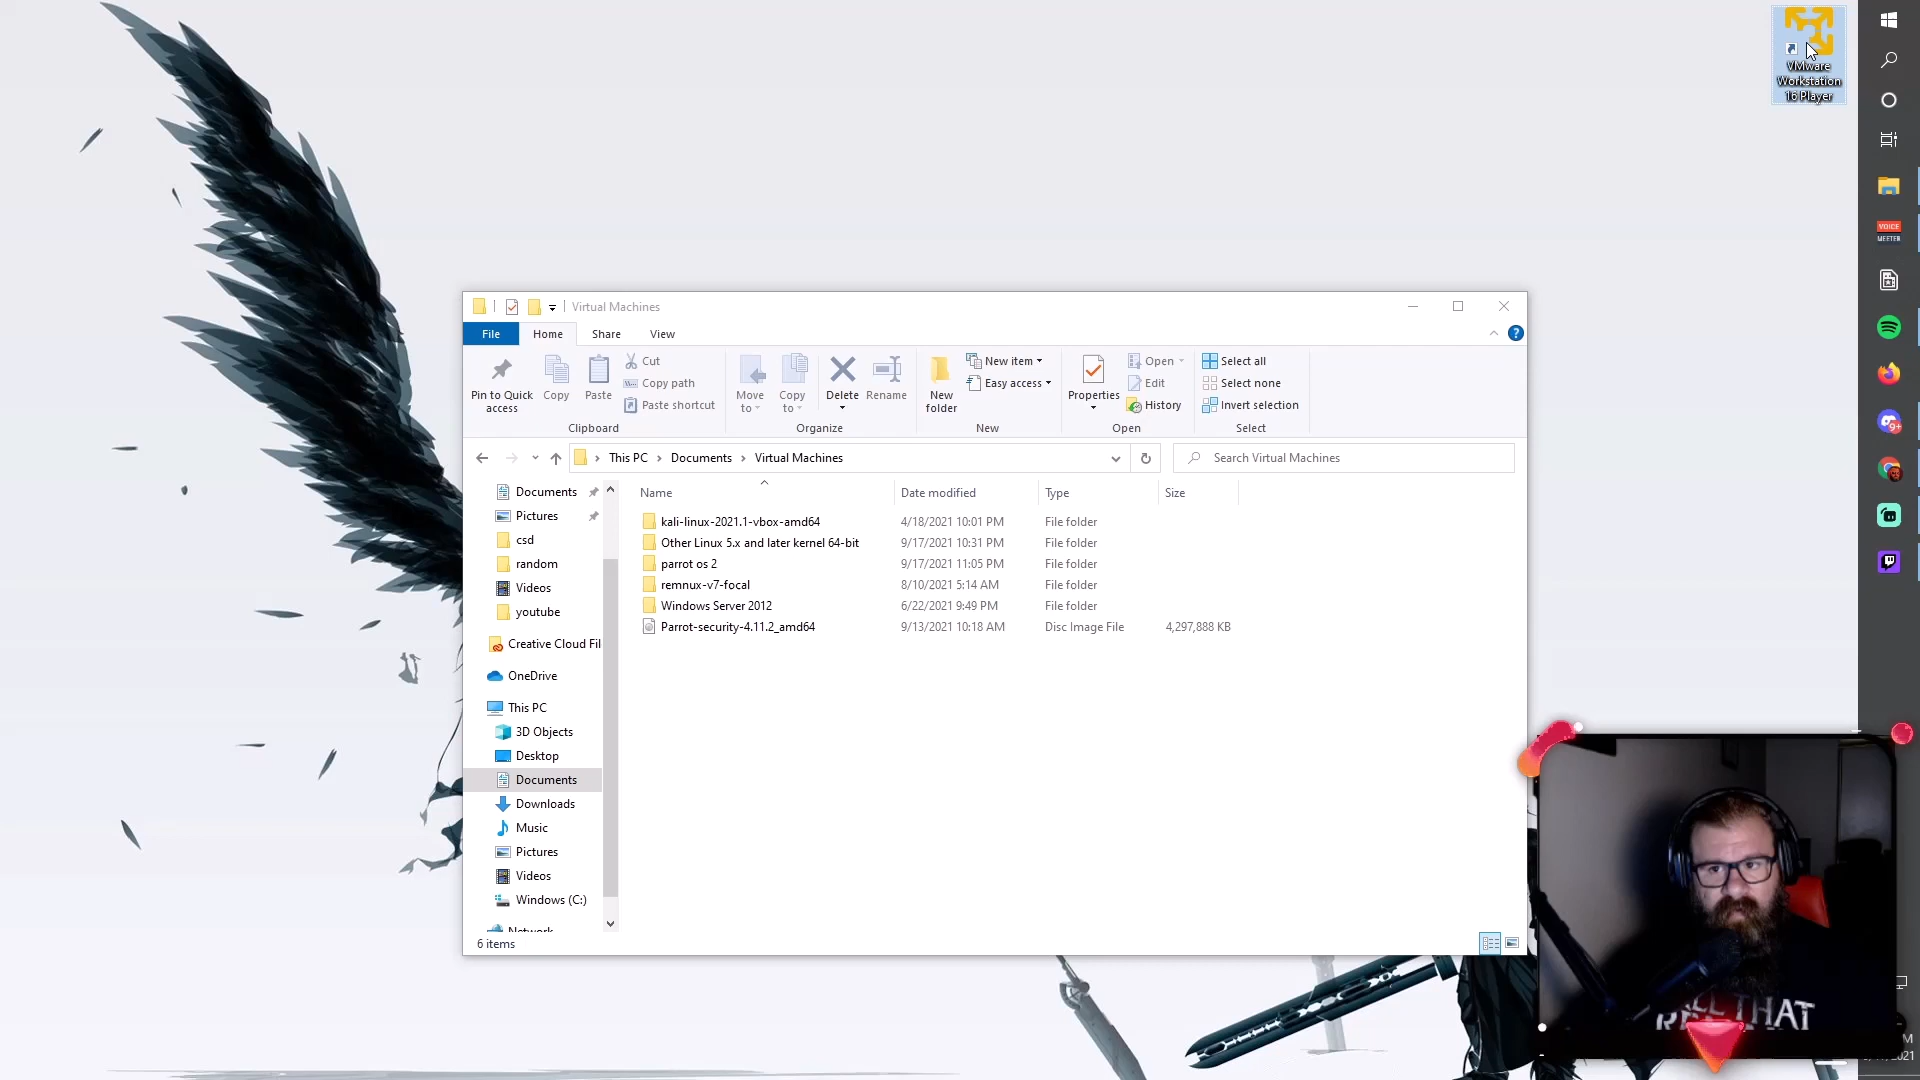 VMware
Workstation
16 Player
VOICE
MEETER
9+
Virtual Machines
File
Home
Share
View
Pin to Quick
access
Copy
Paste
Cut
Copy path
Paste shortcut
Clipboard
Move
to
Copy
to
Delete
Rename
Organize
New
folder
New item
Easy access
New
Properties
Open
Edit
History
Open
Select all
Select none
Invert selection
Select
This PC
Documents
Virtual Machines
Search Virtual Machines
Documents
Pictures
csd
random
Videos
youtube
Creative Cloud Fil
OneDrive
This PC
3D Objects
Desktop
Documents
Downloads
Music
Pictures
Videos
Windows (C:)
Network
Name Date modified Type Size
kali-linux-2021.1-vbox-amd64 4/18/2021 10:01 PM File folder
Other Linux 5.x and later kernel 64-bit 9/17/2021 10:31 PM File folder
parrot os 2 9/17/2021 11:05 PM File folder
remnux-v7-focal 8/10/2021 5:14 AM File folder
Windows Server 2012 6/22/2021 9:49 PM File folder
Parrot-security-4.11.2_amd64 9/13/2021 10:18 AM Disc Image File 4,297,888 KB
6 items
THAT